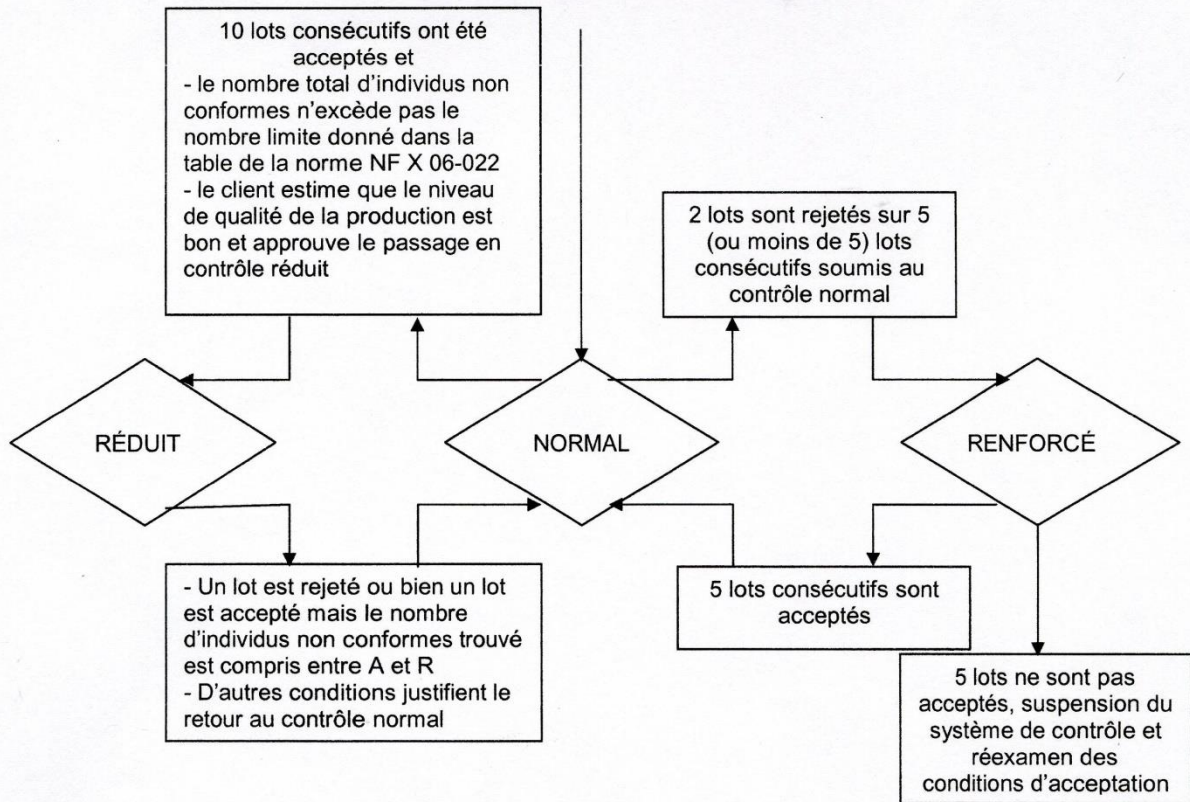 10 lots consécutifs ont été
acceptés et
- le nombre total d'individus non
conformes n'excède pas le
nombre limite donné dans la
table de la norme NF X 06-022
- le client estime que le niveau
de qualité de la production est
bon et approuve le passage en
contrôle réduit
2 lots sont rejetés sur 5
(ou moins de 5) lots
consécutifs soumis au
contrôle normal
RÉDUIT
NORMAL
RENFORCÉ
- Un lot est rejeté ou bien un lot
est accepté mais le nombre
d'individus non conformes trouvé
est compris entre A et R
- D'autres conditions justifient le
retour au contrôle normal
5 lots consécutifs sont
acceptés
5 lots ne sont pas
acceptés, suspension du
système de contrôle et
réexamen des
conditions d'acceptation